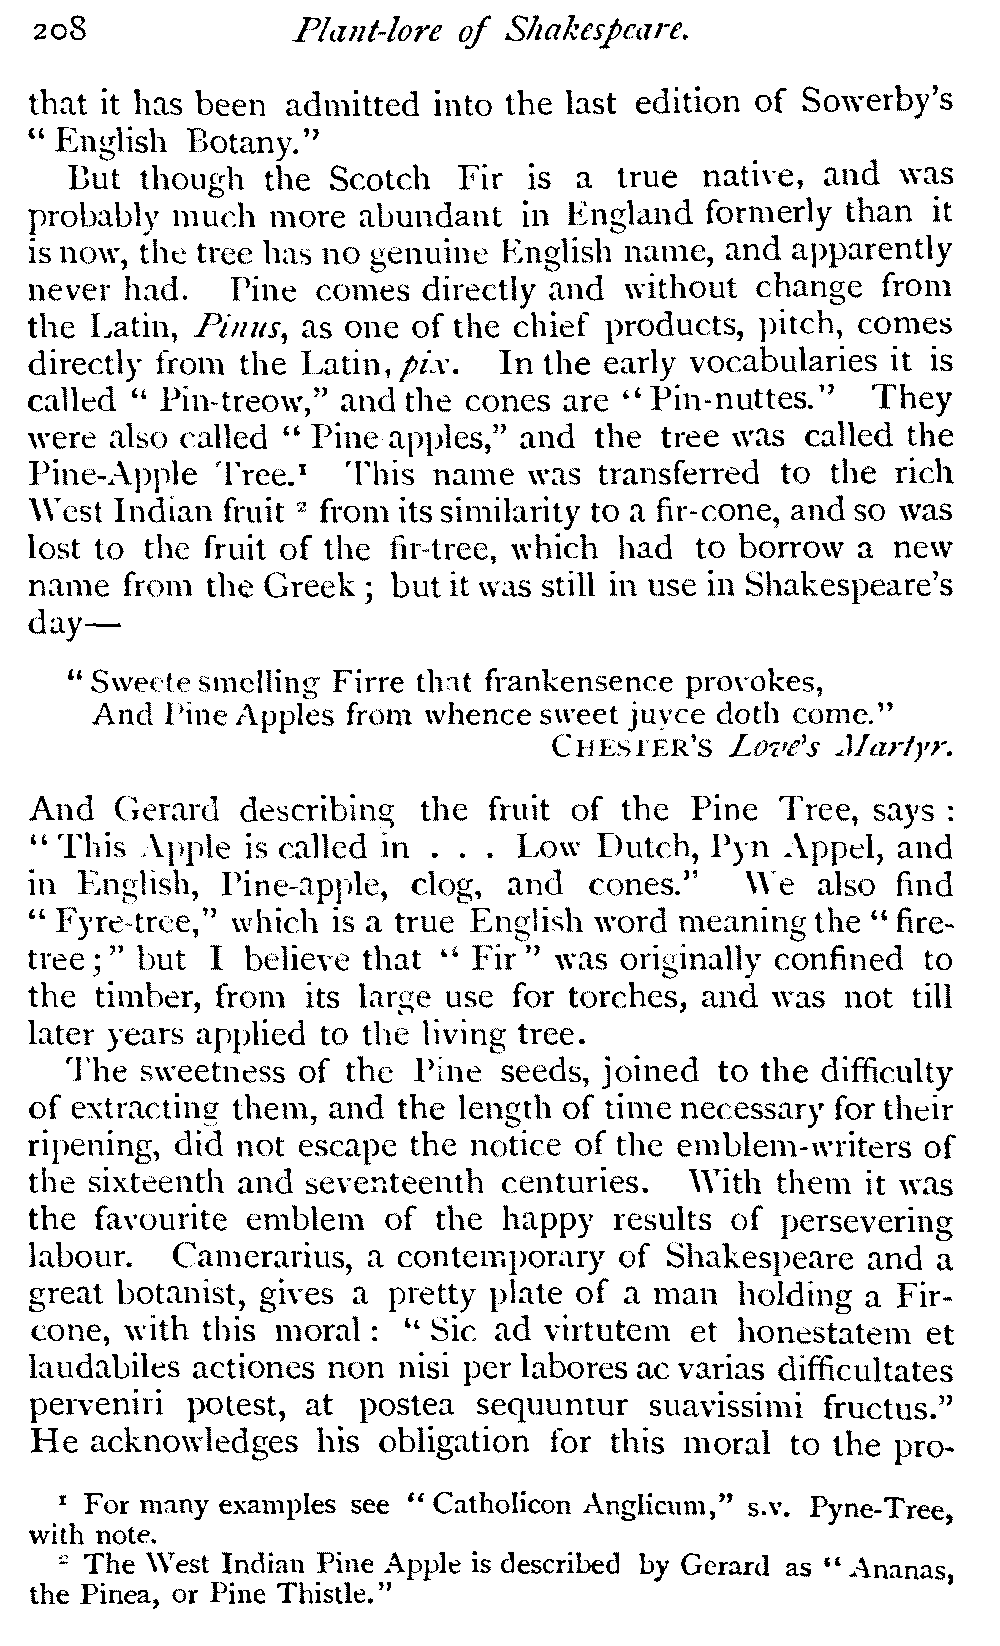 208 Plant-lore of Shakespeare.
that it has been admitted into the last edition of Sowerby's
" English Botany."
But though the Scotch Fir is a true native, and was
probably much more abundant in England formerly than it
is now, the tree has no genuine English name, and apparently
never had. Pine comes directly and without change from
the Latin, Pinus, as one of the chief products, pitch, comes
directly from the Latin, pix. In the early vocabularies it is
called " Pin-treow," and the cones are " Pin-nuttes." They
were also called " Pine apples," and the tree was called the
Pine-Apple Tree.¹ This name was transferred to the rich
West Indian fruit ² from its similarity to a fir-cone, and so was
lost to the fruit of the fir-tree, which had to borrow a new
name from the Greek ; but it was still in use in Shakespeare's
day—
" Sweete smelling Firre that frankensence provokes,
And Pine Apples from whence sweet juyce doth come."
CHESTER'S Love's Martyr.
And Gerard describing the fruit of the Pine Tree, says :
" This Apple is called in . . . Low Dutch, Pyn Appel, and
in English, Pine-apple, clog, and cones." We also find
" Fyre-tree," which is a true English word meaning the " fire-
tree ; " but I believe that " Fir " was originally confined to
the timber, from its large use for torches, and was not till
later years applied to the living tree.
The sweetness of the Pine seeds, joined to the difficulty
of extracting them, and the length of time necessary for their
ripening, did not escape the notice of the emblem-writers of
the sixteenth and seventeenth centuries. With them it was
the favourite emblem of the happy results of persevering
labour. Camerarius, a contemporary of Shakespeare and a
great botanist, gives a pretty plate of a man holding a Fir-
cone, with this moral : " Sic ad virtutem et honestatem et
laudabiles actiones non nisi per labores ac varias difficultates
perveniri potest, at postea sequuntur suavissimi fructus."
He acknowledges his obligation for this moral to the pro-
¹ For many examples see " Catholicon Anglicum," s.v. Pyne-Tree,
with note.
² The West Indian Pine Apple is described by Gerard as " Ananas,
the Pinea, or Pine Thistle."